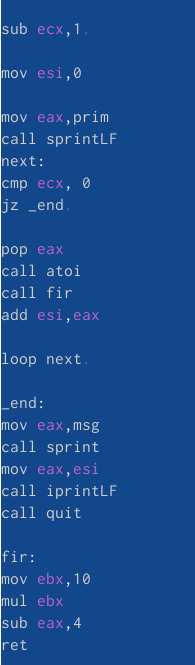 sub ecx,1.
mov esi,0
mov eax,prim
call sprintLF
next:
cmp ecx, 0
jz _end.
pop eax
call atoi
call fir
add esi,eax
loop next.
_end:
mov eax,msg
call sprint
mov eax,esi
call iprintLF
call quit
fir:
mov ebx,10
mul ebx
sub eax,4
ret